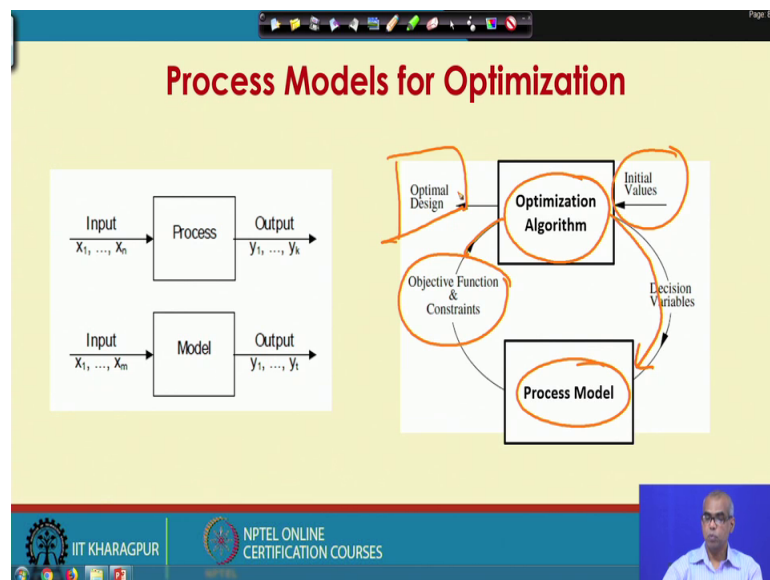 Page: 8
Process Models for Optimization
Input
x1, ..., xn
Process
Output
y1, ..., yk
Input
x1, ..., xm
Model
Output
y1, ..., yt
Optimal
Design
Optimization
Algorithm
Initial
Values
Objective Function
&
Constraints
Decision
Variables
Process Model
IIT KHARAGPUR
NPTEL ONLINE
CERTIFICATION COURSES